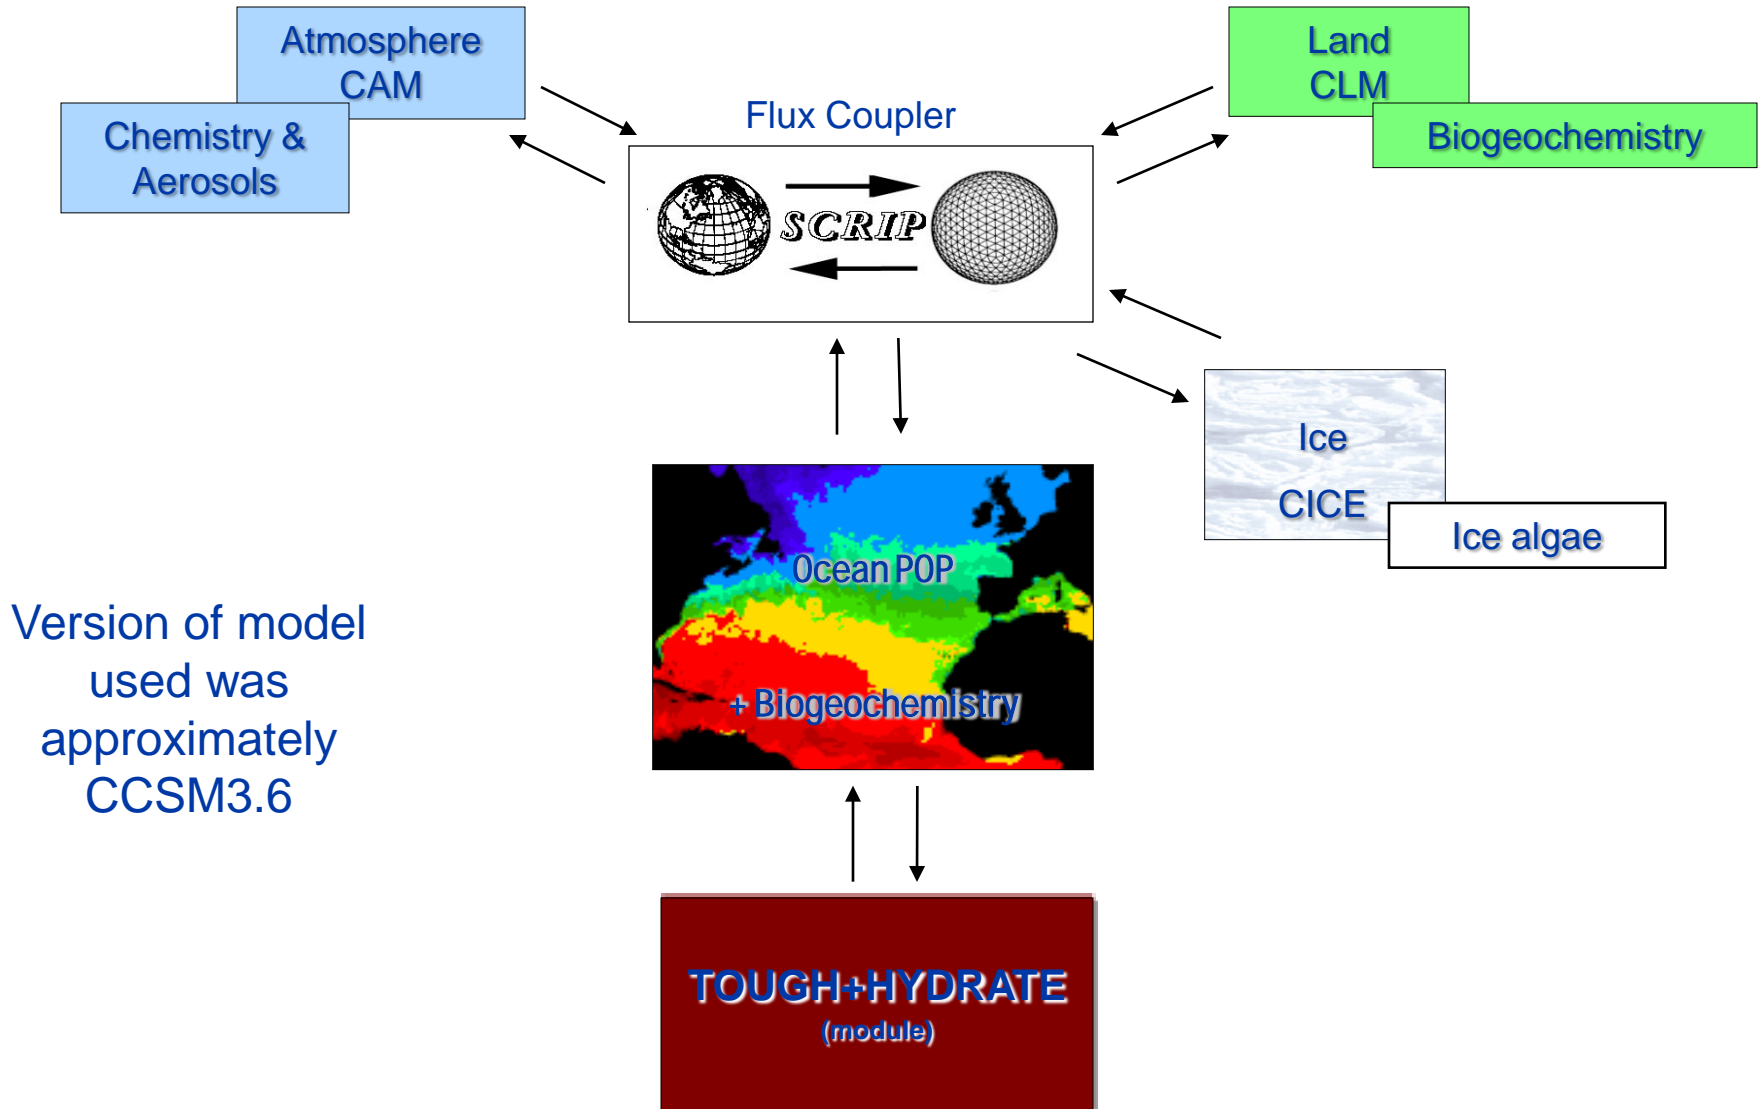 Atmosphere
CAM
Chemistry &
Aerosols
Flux Coupler
SCRIP
Land
CLM
Biogeochemistry
Ice
CICE
Ice algae
Ocean POP
+ Biogeochemistry
Version of model
used was
approximately
CCSM3.6
TOUGH+HYDRATE
(module)